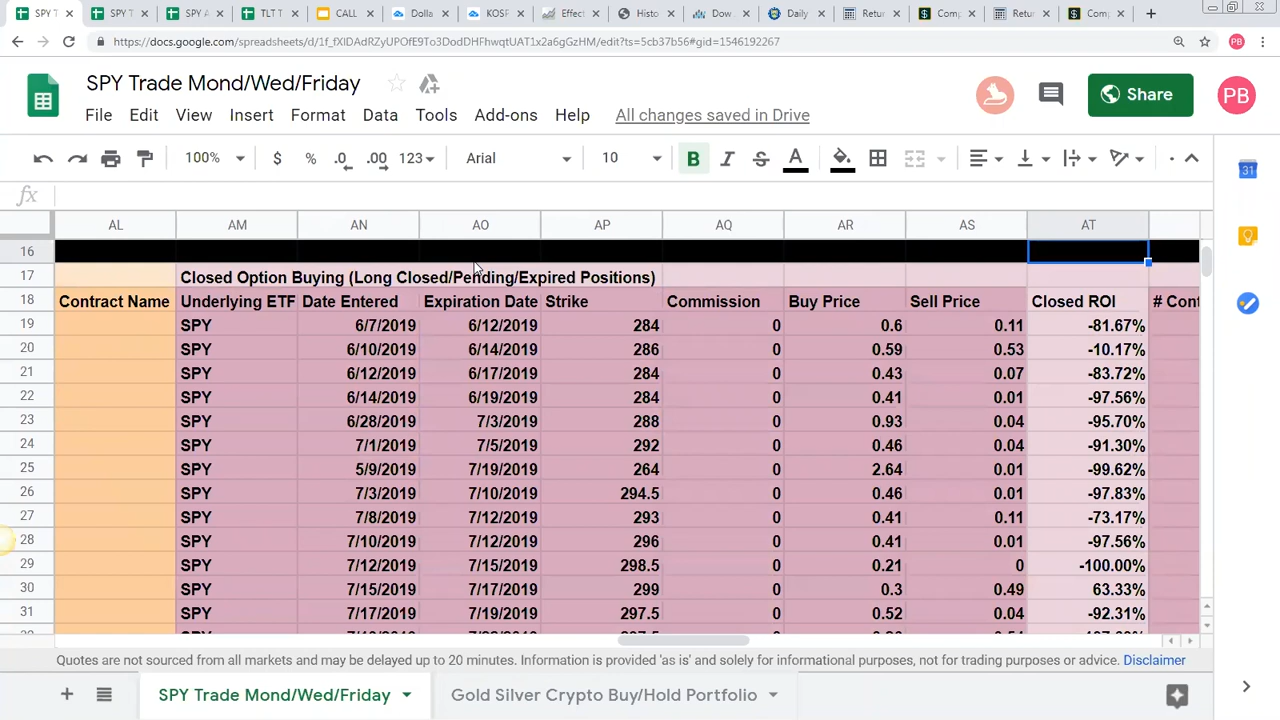 SPY T
SPY T
SPY A
TLT T
CALL
Dolla
KOSP
Effect
Histo
Dow
Daily
Retur
Comp
Retur
Comp
https://docs.google.com/spreadsheets/d/1f_fXlDAdRZyUPOfE9To3DodDHFhwqtUAT1x2a6gGzHM/edit?ts=5cb37b56#gid=1546192267
PB
SPY Trade Mond/Wed/Friday
Share
PB
File Edit View Insert Format Data Tools Add-ons Help All changes saved in Drive
100% $ % .0 .00 123 Arial 10 B I S A
fx
AL AM AN AO AP AQ AR AS AT
16
17 Closed Option Buying (Long Closed/Pending/Expired Positions)
18 Contract Name Underlying ETF Date Entered Expiration Date Strike Commission Buy Price Sell Price Closed ROI # Cont
19 SPY 6/7/2019 6/12/2019 284 0 0.6 0.11 -81.67%
20 SPY 6/10/2019 6/14/2019 286 0 0.59 0.53 -10.17%
21 SPY 6/12/2019 6/17/2019 284 0 0.43 0.07 -83.72%
22 SPY 6/14/2019 6/19/2019 284 0 0.41 0.01 -97.56%
23 SPY 6/28/2019 7/3/2019 288 0 0.93 0.04 -95.70%
24 SPY 7/1/2019 7/5/2019 292 0 0.46 0.04 -91.30%
25 SPY 5/9/2019 7/19/2019 264 0 2.64 0.01 -99.62%
26 SPY 7/3/2019 7/10/2019 294.5 0 0.46 0.01 -97.83%
27 SPY 7/8/2019 7/12/2019 293 0 0.41 0.11 -73.17%
28 SPY 7/10/2019 7/12/2019 296 0 0.41 0.01 -97.56%
29 SPY 7/12/2019 7/15/2019 298.5 0 0.21 0 -100.00%
30 SPY 7/15/2019 7/17/2019 299 0 0.3 0.49 63.33%
31 SPY 7/17/2019 7/19/2019 297.5 0 0.52 0.04 -92.31%
Quotes are not sourced from all markets and may be delayed up to 20 minutes. Information is provided 'as is' and solely for informational purposes, not for trading purposes or advice. Disclaimer
SPY Trade Mond/Wed/Friday Gold Silver Crypto Buy/Hold Portfolio
31